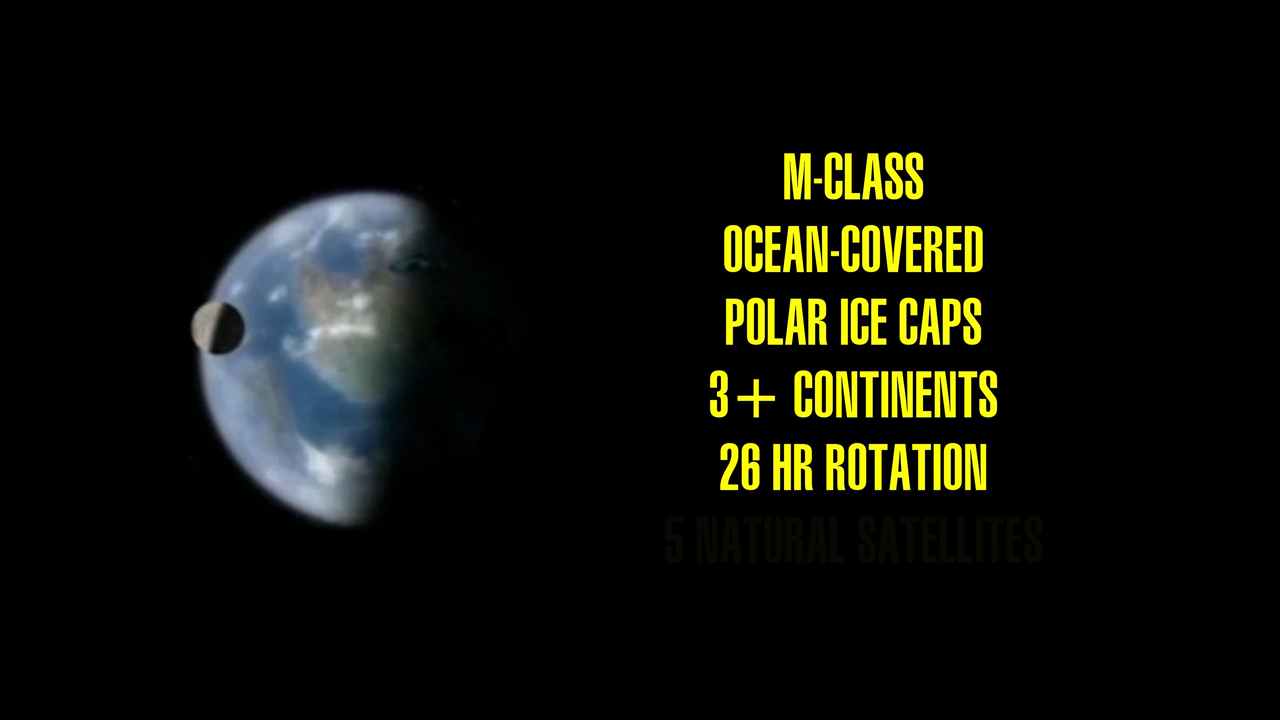 M-CLASS
OCEAN-COVERED
POLAR ICE CAPS
3+ CONTINENTS
26 HR ROTATION
5 NATURAL SATELLITES